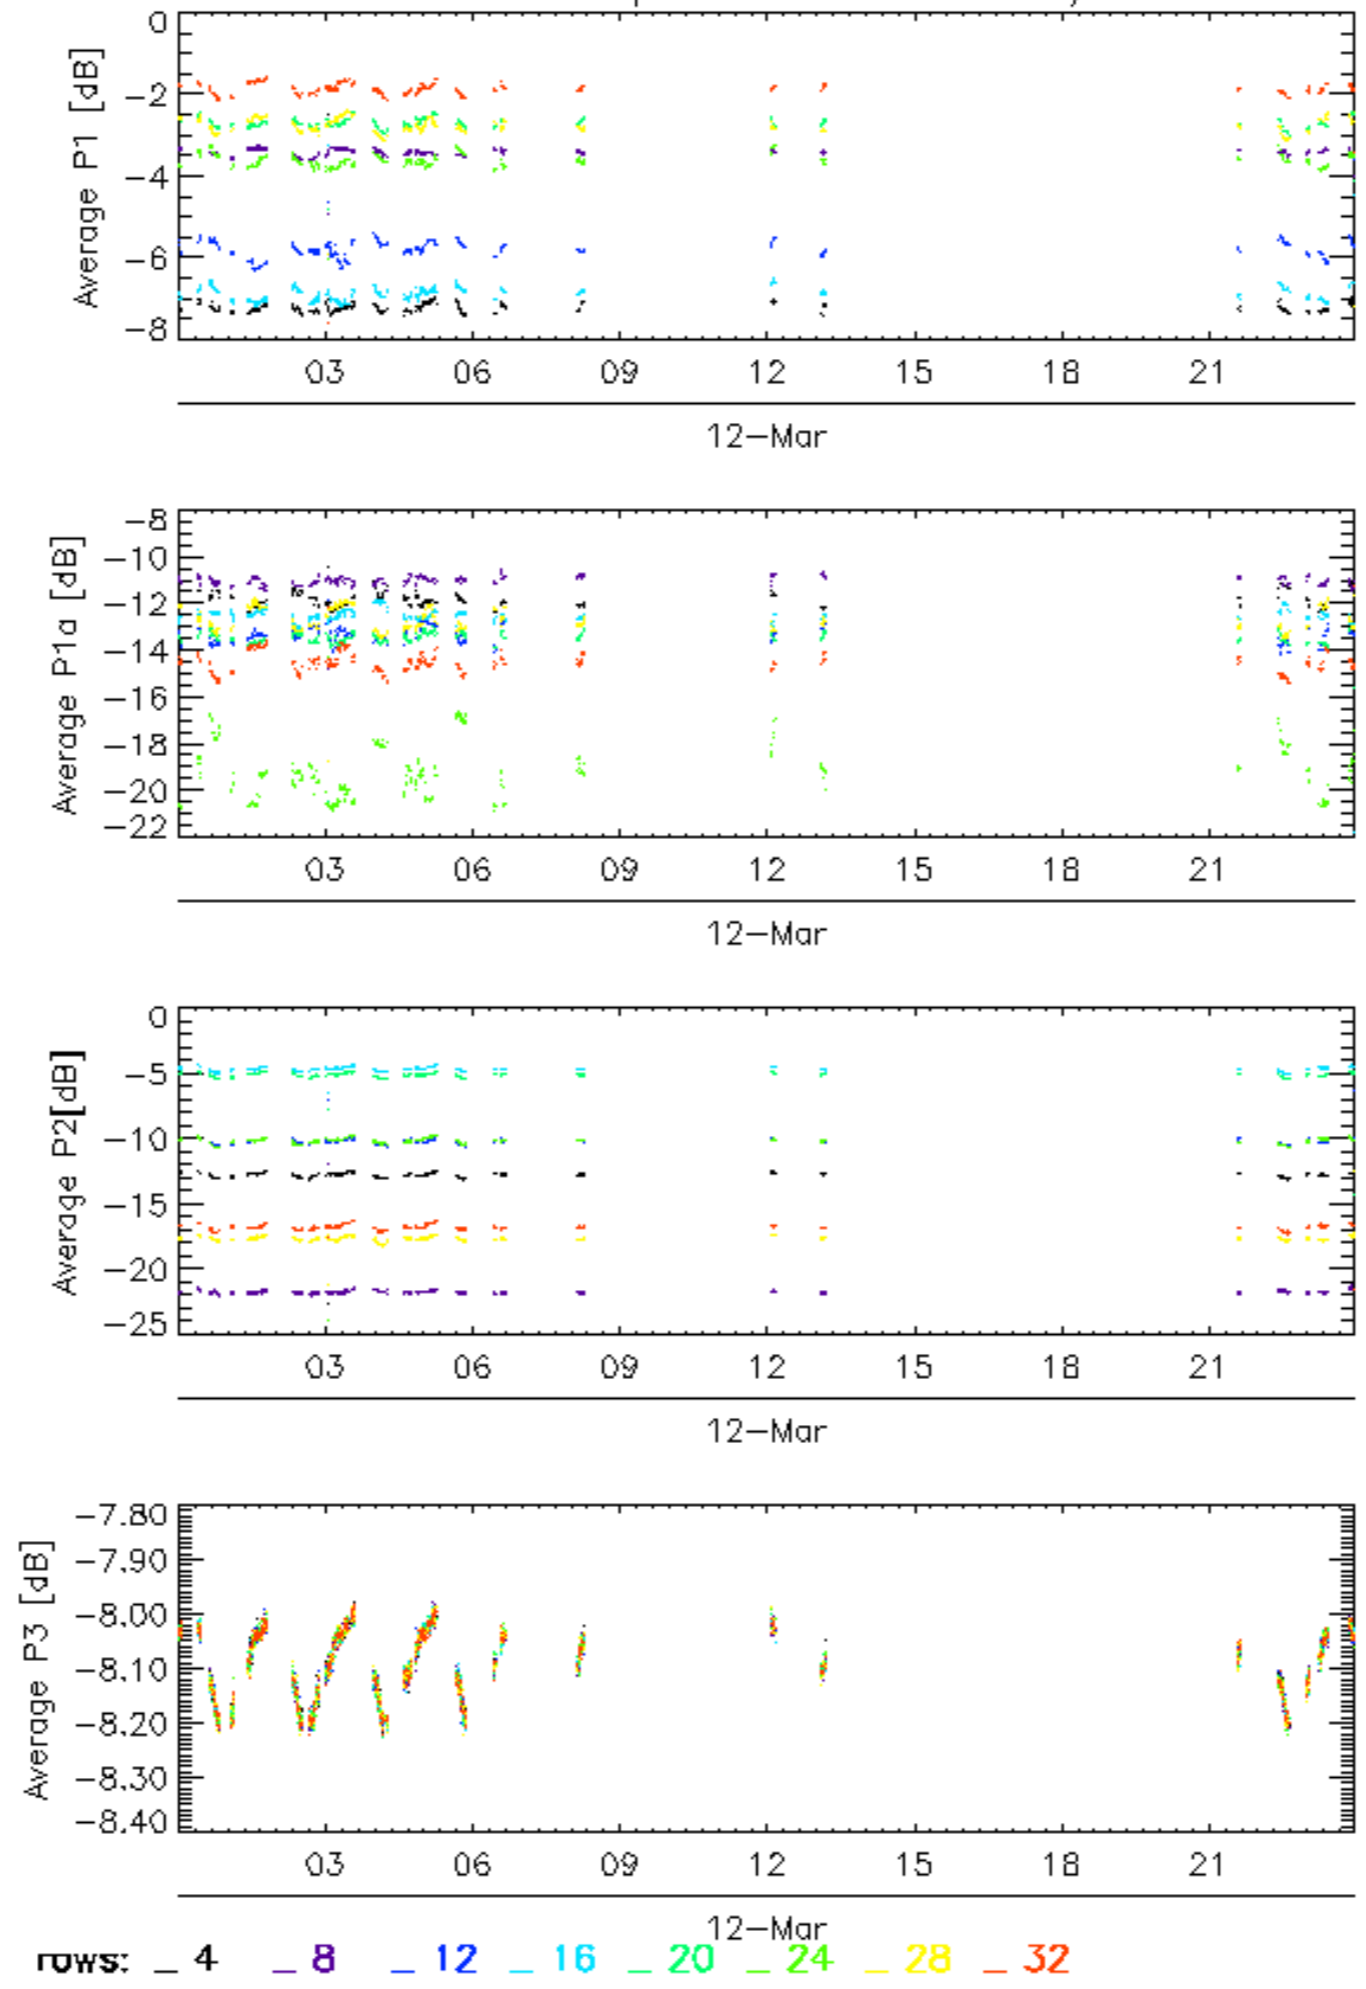 0
−2
−4
−6
−8
Average P1 [dB]
03 06 09 12 15 18 21
12−Mar
−8
−10
−12
−14
−16
−18
−20
−22
Average P1a [dB]
03 06 09 12 15 18 21
12−Mar
0
−5
−10
−15
−20
−25
Average P2[dB]
03 06 09 12 15 18 21
12−Mar
−7.80
−7.90
−8.00
−8.10
−8.20
−8.30
−8.40
Average P3 [dB]
03 06 09 12 15 18 21
12−Mar
rows: _ 4 _ 8 _ 12 _ 16 _ 20 _ 24 _ 28 _ 32